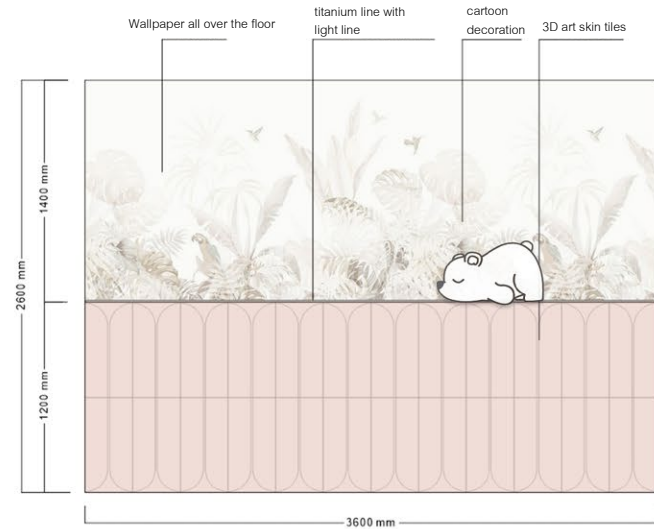 Wallpaper all over the floor
titanium line with
light line
cartoon
decoration
3D art skin tiles
1400 mm
2600 mm
1200 mm
3600 mm